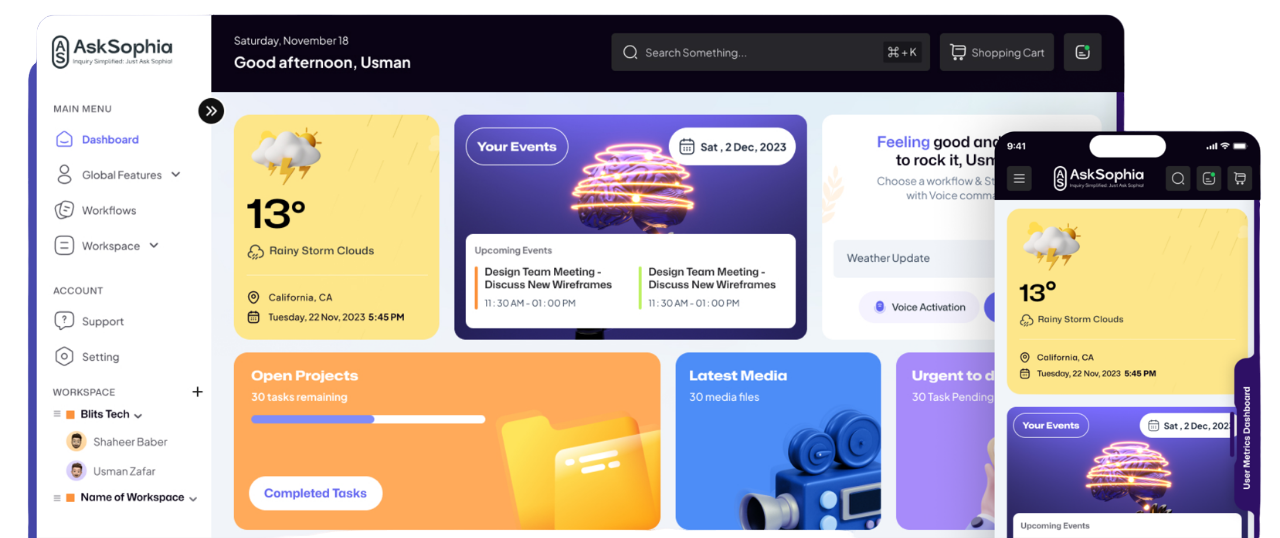 AskSophia
Inquiry Simplified: Just Ask Sophia!
MAIN MENU
Dashboard
Global Features
Workflows
Workspace
ACCOUNT
Support
Setting
WORKSPACE +
Blits Tech
Shaheer Baber
Usman Zafar
Name of Workspace
Saturday, November 18
Good afternoon, Usman
Search Something...
⌘+K
Shopping Cart
13°
Rainy Storm Clouds
California, CA
Tuesday, 22 Nov, 2023 5:45 PM
Your Events
Sat , 2 Dec, 2023
Upcoming Events
Design Team Meeting -
Discuss New Wireframes
11 : 30 AM - 01 : 00 PM
Design Team Meeting -
Discuss New Wireframes
11 : 30 AM - 01 : 00 PM
Feeling good and
to rock it, Usm
Choose a workflow & St
with Voice comma
Weather Update
Voice Activation
Open Projects
30 tasks remaining
Completed Tasks
Latest Media
30 media files
Urgent to d
30 Task Pending
9:41
AskSophia
Inquiry Simplified: Just Ask Sophia!
13°
Rainy Storm Clouds
California, CA
Tuesday, 22 Nov, 2023 5:45 PM
Your Events
Sat , 2 Dec, 202
Upcoming Events
User Metrics Dashboard